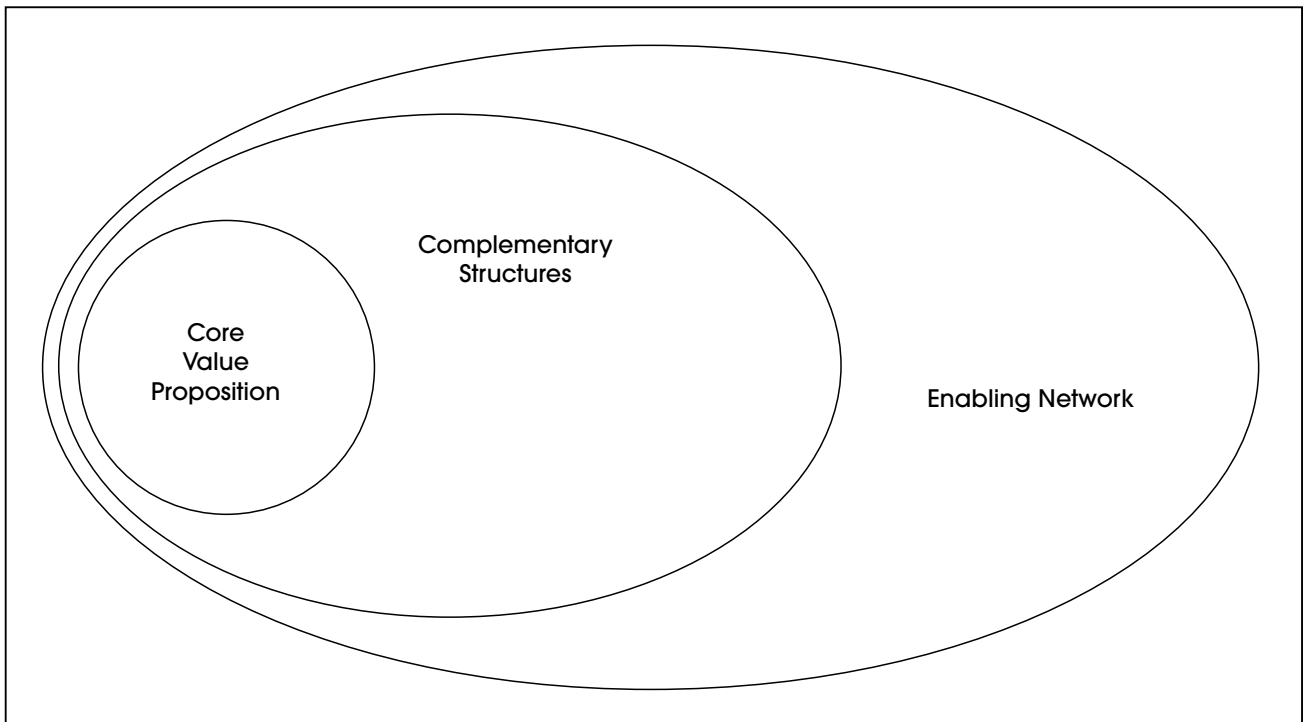 Complementary
Structures
Core
Value
Proposition
Enabling Network